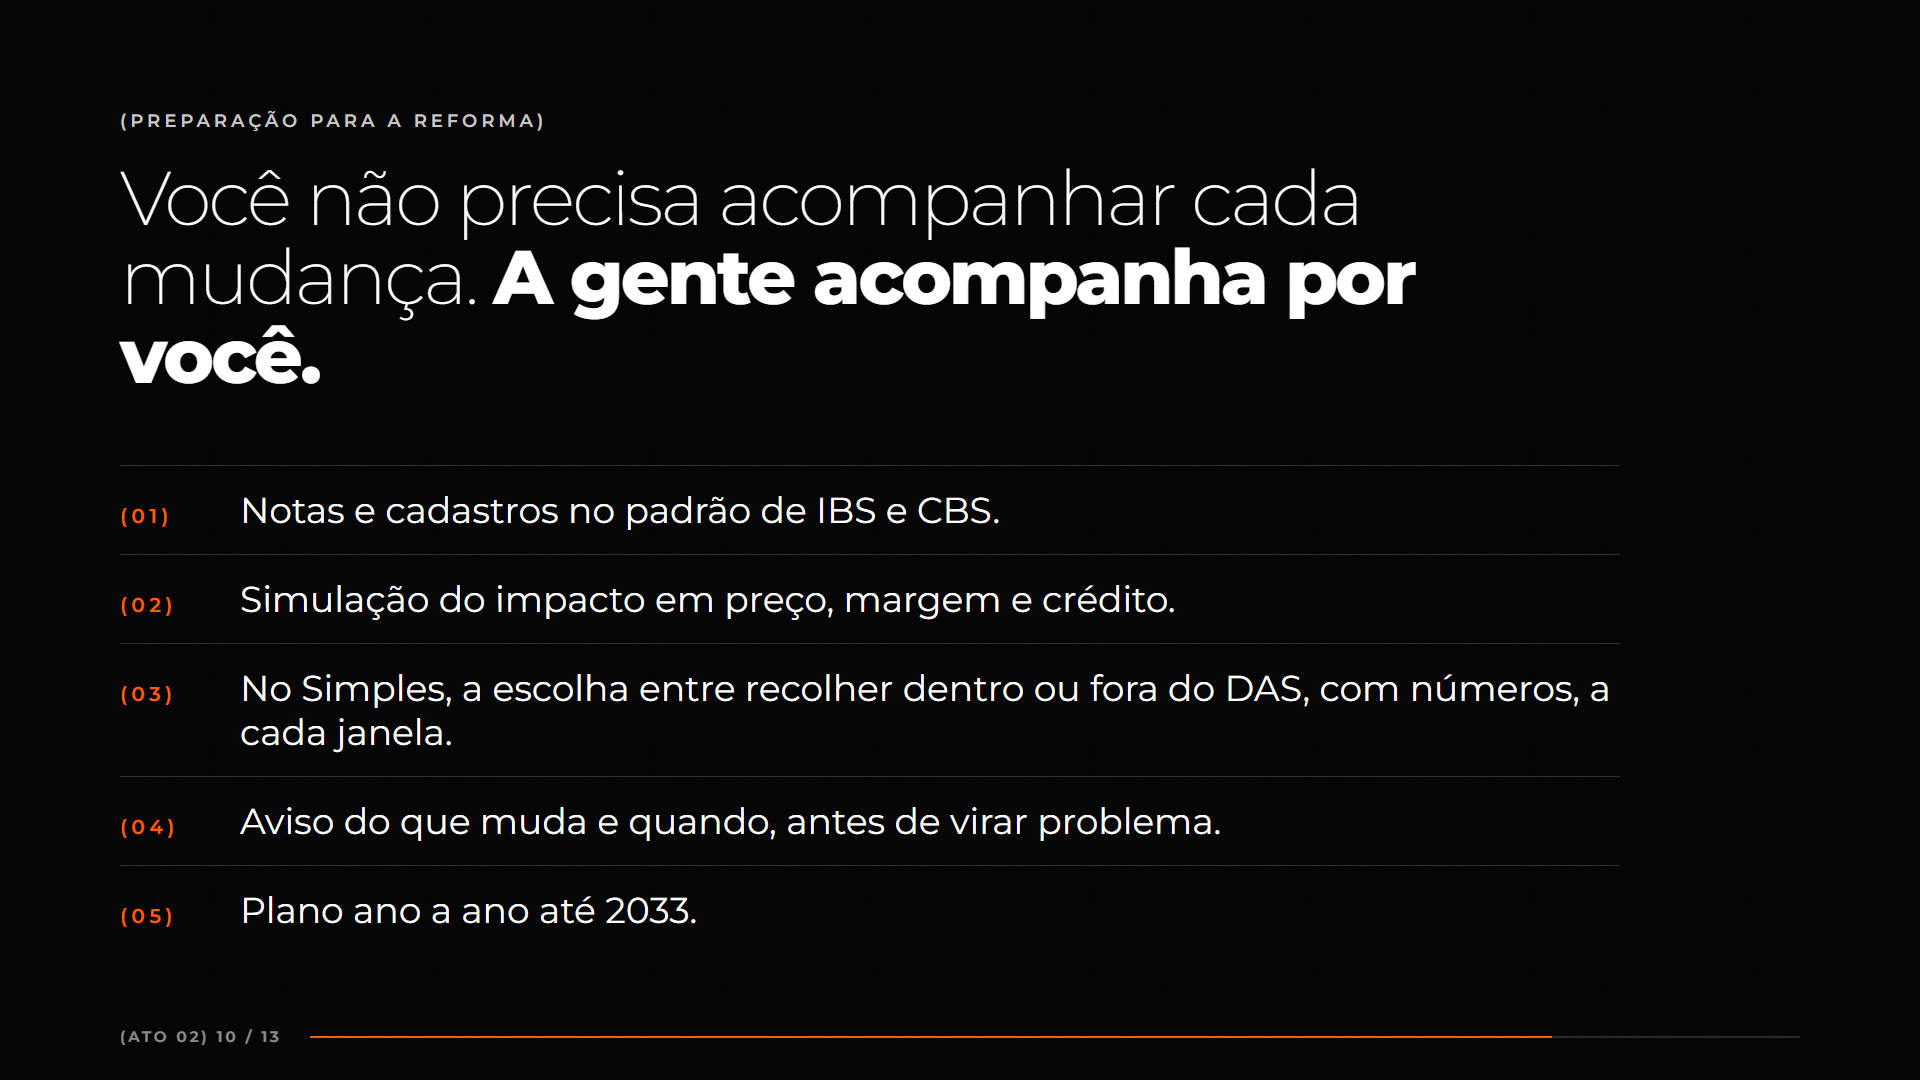 (PREPARAÇÃO PARA A REFORMA)
Você não precisa acompanhar cada
mudança. A gente acompanha por
você.
(01) Notas e cadastros no padrão de IBS e CBS.
(02) Simulação do impacto em preço, margem e crédito.
(03) No Simples, a escolha entre recolher dentro ou fora do DAS, com números, a
cada janela.
(04) Aviso do que muda e quando, antes de virar problema.
(05) Plano ano a ano até 2033.
(ATO 02) 10 / 13